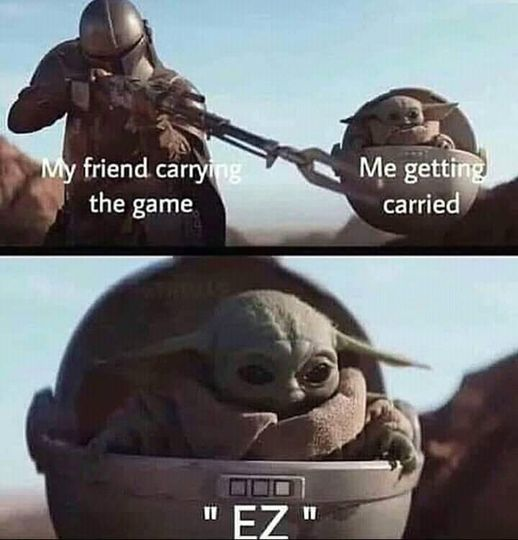 My friend carrying
the game
Me getting
carried
" EZ "